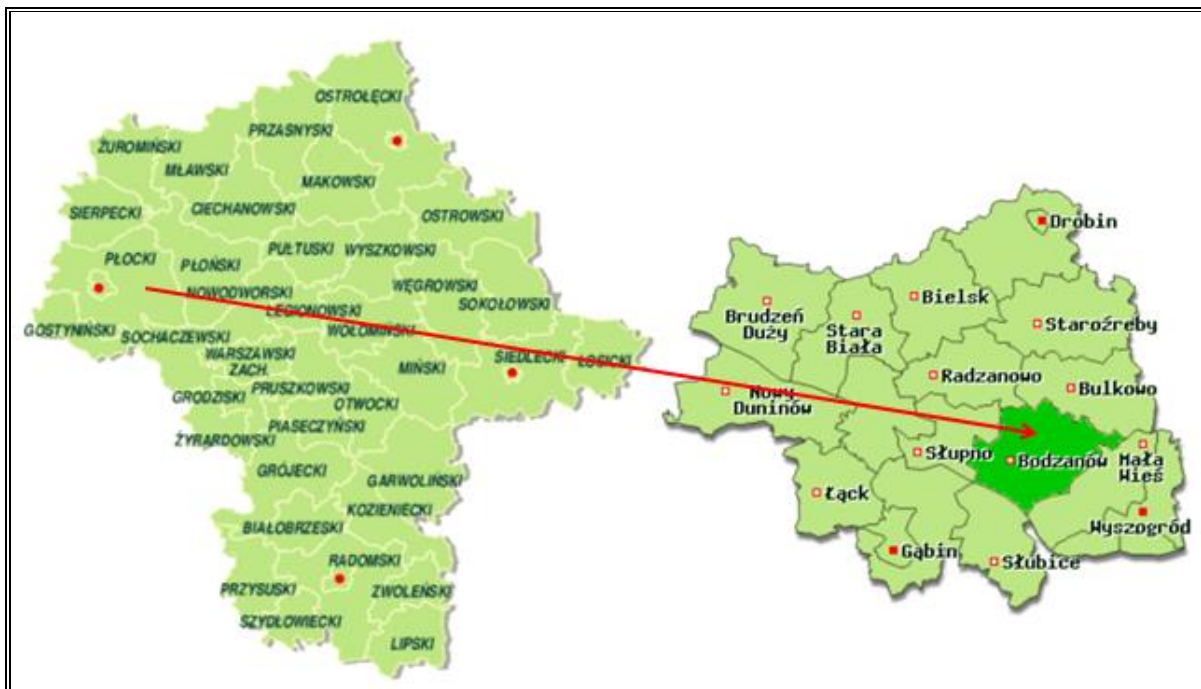 OSTROŁĘCKI
PRZASNYSKI
ŻUROMIŃSKI
MŁAWSKI
MAKOWSKI
SIERPECKI
CIECHANOWSKI
OSTROWSKI
PŁOCKI
PŁOŃSKI
PUŁTUSKI
WYSZKOWSKI
NOWODWORSKI
WĘGROWSKI
LEGIONOWSKI
SOKOŁOWSKI
GOSTYNIŃSKI
SOCHACZEWSKI
WOŁOMIŃSKI
WARSZAWSKI
ZACH.
MIŃSKI
SIEDLECKI
ŁOSICKI
GRODZISKI
PRUSZKOWSKI
OTWOCKI
PIASECZYŃSKI
ŻYRARDOWSKI
GRÓJECKI
GARWOLIŃSKI
KOZIENIECKI
BIAŁOBRZESKI
RADOMSKI
PRZYSUSKI
ZWOLEŃSKI
SZYDŁOWIECKI
LIPSKI
Drobin
Brudzeń
Duży
Stara
Biała
Bielsk
Staroźreby
Radzanowo
Bulkowo
Nowy
Duninów
Słupno
Bodzanów
Mała
Wieś
Łąck
Wyszogród
Gąbin
Słubice